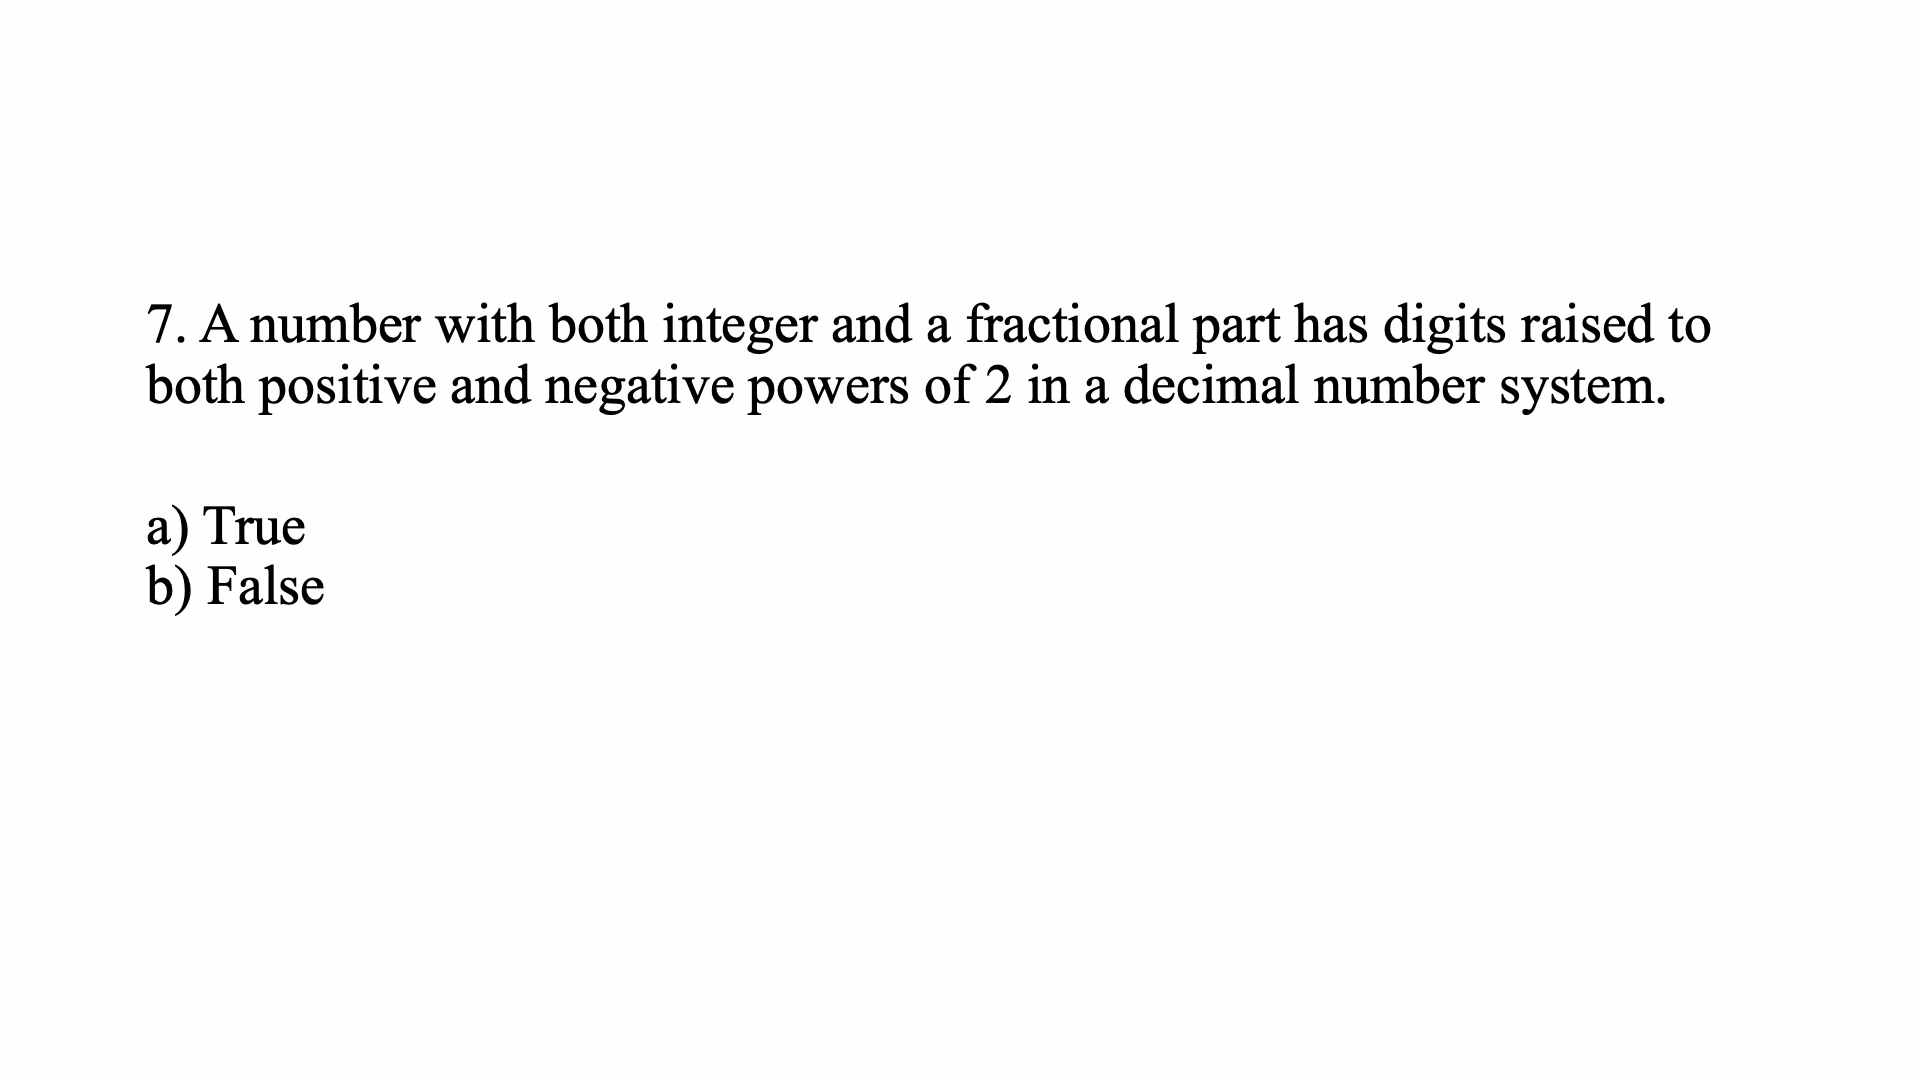 7. A number with both integer and a fractional part has digits raised to
both positive and negative powers of 2 in a decimal number system.
a) True
b) False